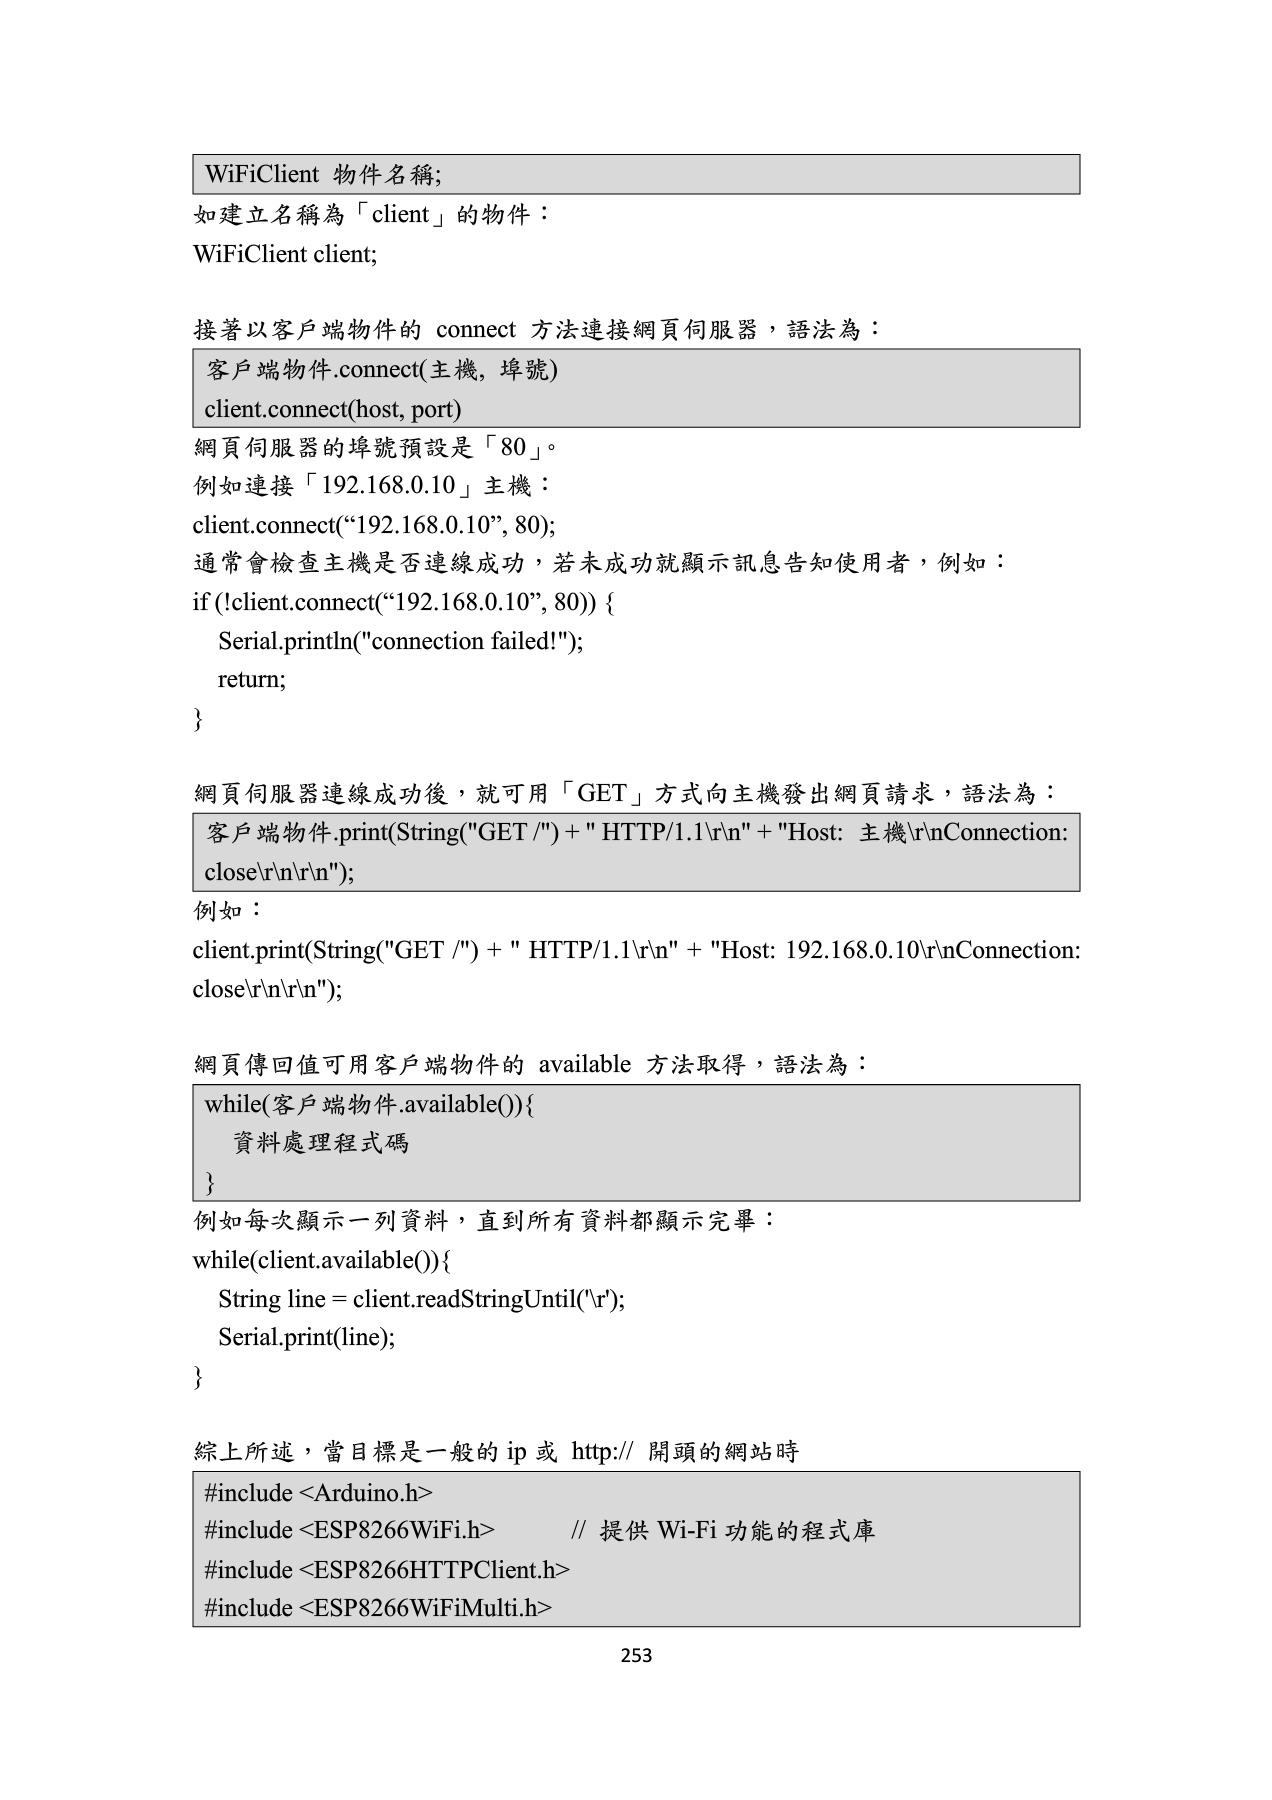 WiFiClient 物件名稱;
如建立名稱為「client」的物件：
WiFiClient client;
接著以客戶端物件的 connect 方法連接網頁伺服器，語法為：
客戶端物件.connect(主機, 埠號)
client.connect(host, port)
網頁伺服器的埠號預設是「80」。
例如連接「192.168.0.10」主機：
client.connect(“192.168.0.10”, 80);
通常會檢查主機是否連線成功，若未成功就顯示訊息告知使用者，例如：
if (!client.connect(“192.168.0.10”, 80)) {
Serial.println("connection failed!");
return;
}
網頁伺服器連線成功後，就可用「GET」方式向主機發出網頁請求，語法為：
客戶端物件.print(String("GET /") + " HTTP/1.1\r\n" + "Host: 主機\r\nConnection:
close\r\n\r\n");
例如：
client.print(String("GET /") + " HTTP/1.1\r\n" + "Host: 192.168.0.10\r\nConnection:
close\r\n\r\n");
網頁傳回值可用客戶端物件的 available 方法取得，語法為：
while(客戶端物件.available()){
資料處理程式碼
}
例如每次顯示一列資料，直到所有資料都顯示完畢：
while(client.available()){
String line = client.readStringUntil('\r');
Serial.print(line);
}
綜上所述，當目標是一般的 ip 或 http:// 開頭的網站時
#include <Arduino.h>
#include <ESP8266WiFi.h> // 提供 Wi-Fi 功能的程式庫
#include <ESP8266HTTPClient.h>
#include <ESP8266WiFiMulti.h>
253